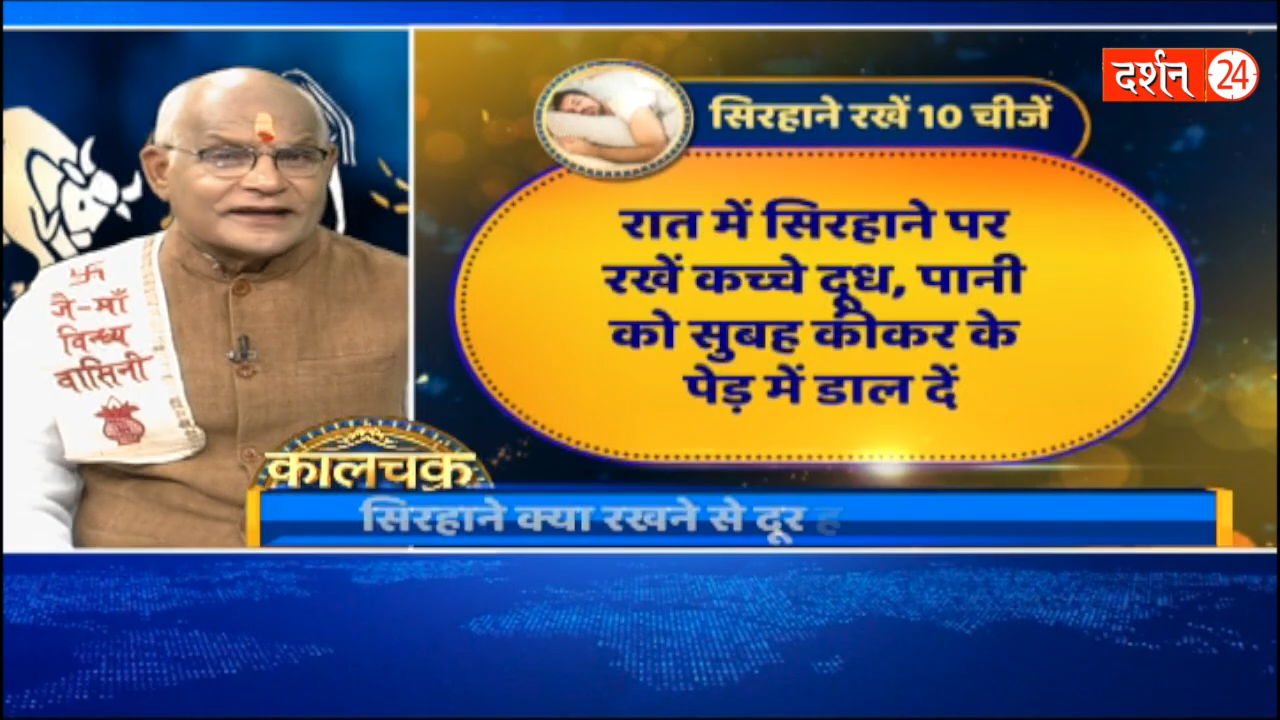 दर्शन 24
सिरहाने रखें 10 चीजें
रात में सिरहाने पर
रखें कच्चे दूध, पानी
को सुबह कीकर के
पेड़ में डाल दें
जै-माँ
विन्ध्य
वासिनी
कालचक्र
सिरहाने क्या रखने से दूर ह